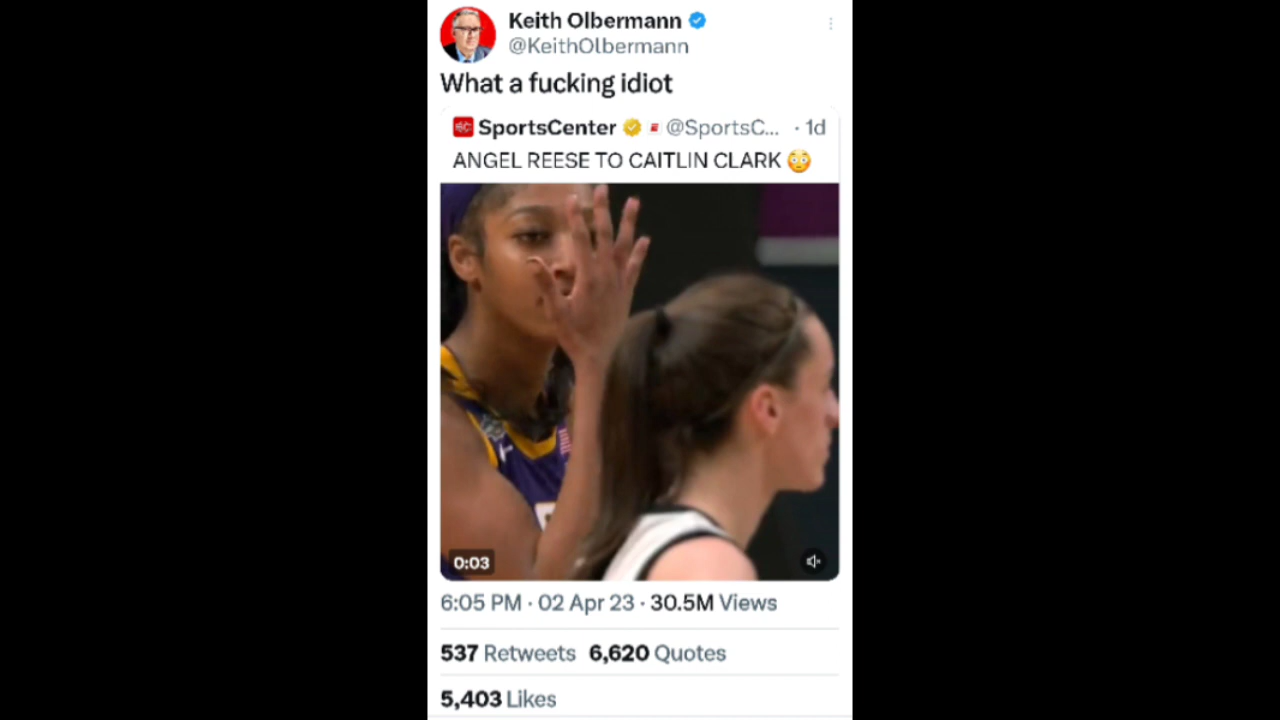 Keith Olbermann
@KeithOlbermann
What a fucking idiot
SportsCenter @SportsC... · 1d
ANGEL REESE TO CAITLIN CLARK 😳
0:03
6:05 PM · 02 Apr 23 · 30.5M Views
537 Retweets 6,620 Quotes
5,403 Likes